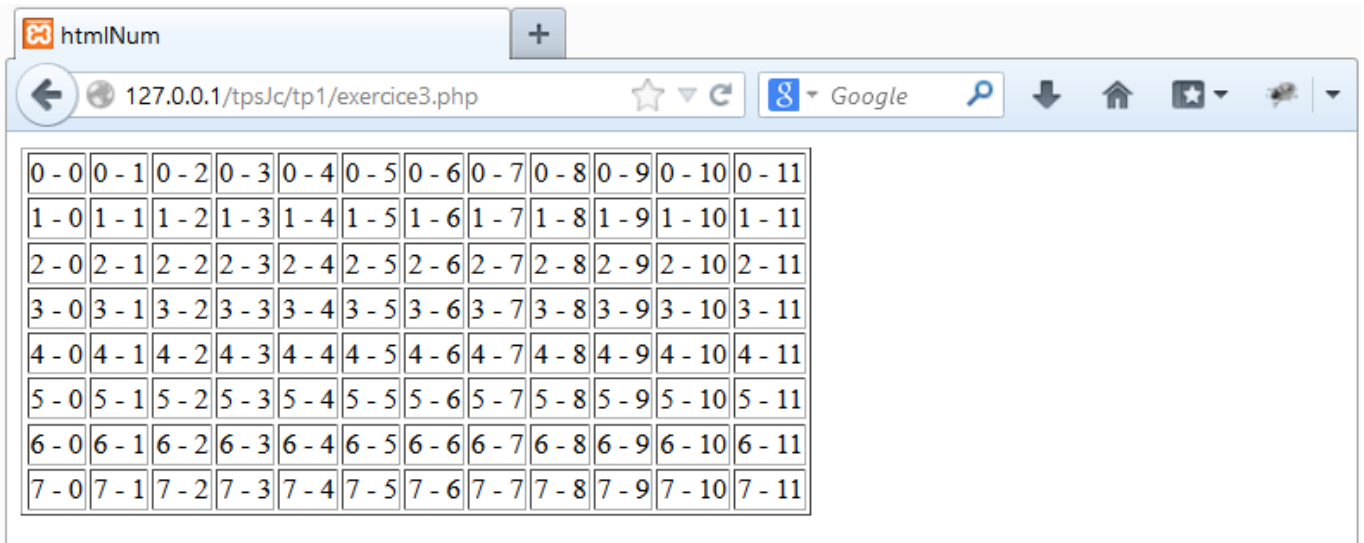 htmlNum
127.0.0.1/tpsJc/tp1/exercice3.php 8 Google
0 - 0 0 - 1 0 - 2 0 - 3 0 - 4 0 - 5 0 - 6 0 - 7 0 - 8 0 - 9 0 - 10 0 - 11
1 - 0 1 - 1 1 - 2 1 - 3 1 - 4 1 - 5 1 - 6 1 - 7 1 - 8 1 - 9 1 - 10 1 - 11
2 - 0 2 - 1 2 - 2 2 - 3 2 - 4 2 - 5 2 - 6 2 - 7 2 - 8 2 - 9 2 - 10 2 - 11
3 - 0 3 - 1 3 - 2 3 - 3 3 - 4 3 - 5 3 - 6 3 - 7 3 - 8 3 - 9 3 - 10 3 - 11
4 - 0 4 - 1 4 - 2 4 - 3 4 - 4 4 - 5 4 - 6 4 - 7 4 - 8 4 - 9 4 - 10 4 - 11
5 - 0 5 - 1 5 - 2 5 - 3 5 - 4 5 - 5 5 - 6 5 - 7 5 - 8 5 - 9 5 - 10 5 - 11
6 - 0 6 - 1 6 - 2 6 - 3 6 - 4 6 - 5 6 - 6 6 - 7 6 - 8 6 - 9 6 - 10 6 - 11
7 - 0 7 - 1 7 - 2 7 - 3 7 - 4 7 - 5 7 - 6 7 - 7 7 - 8 7 - 9 7 - 10 7 - 11